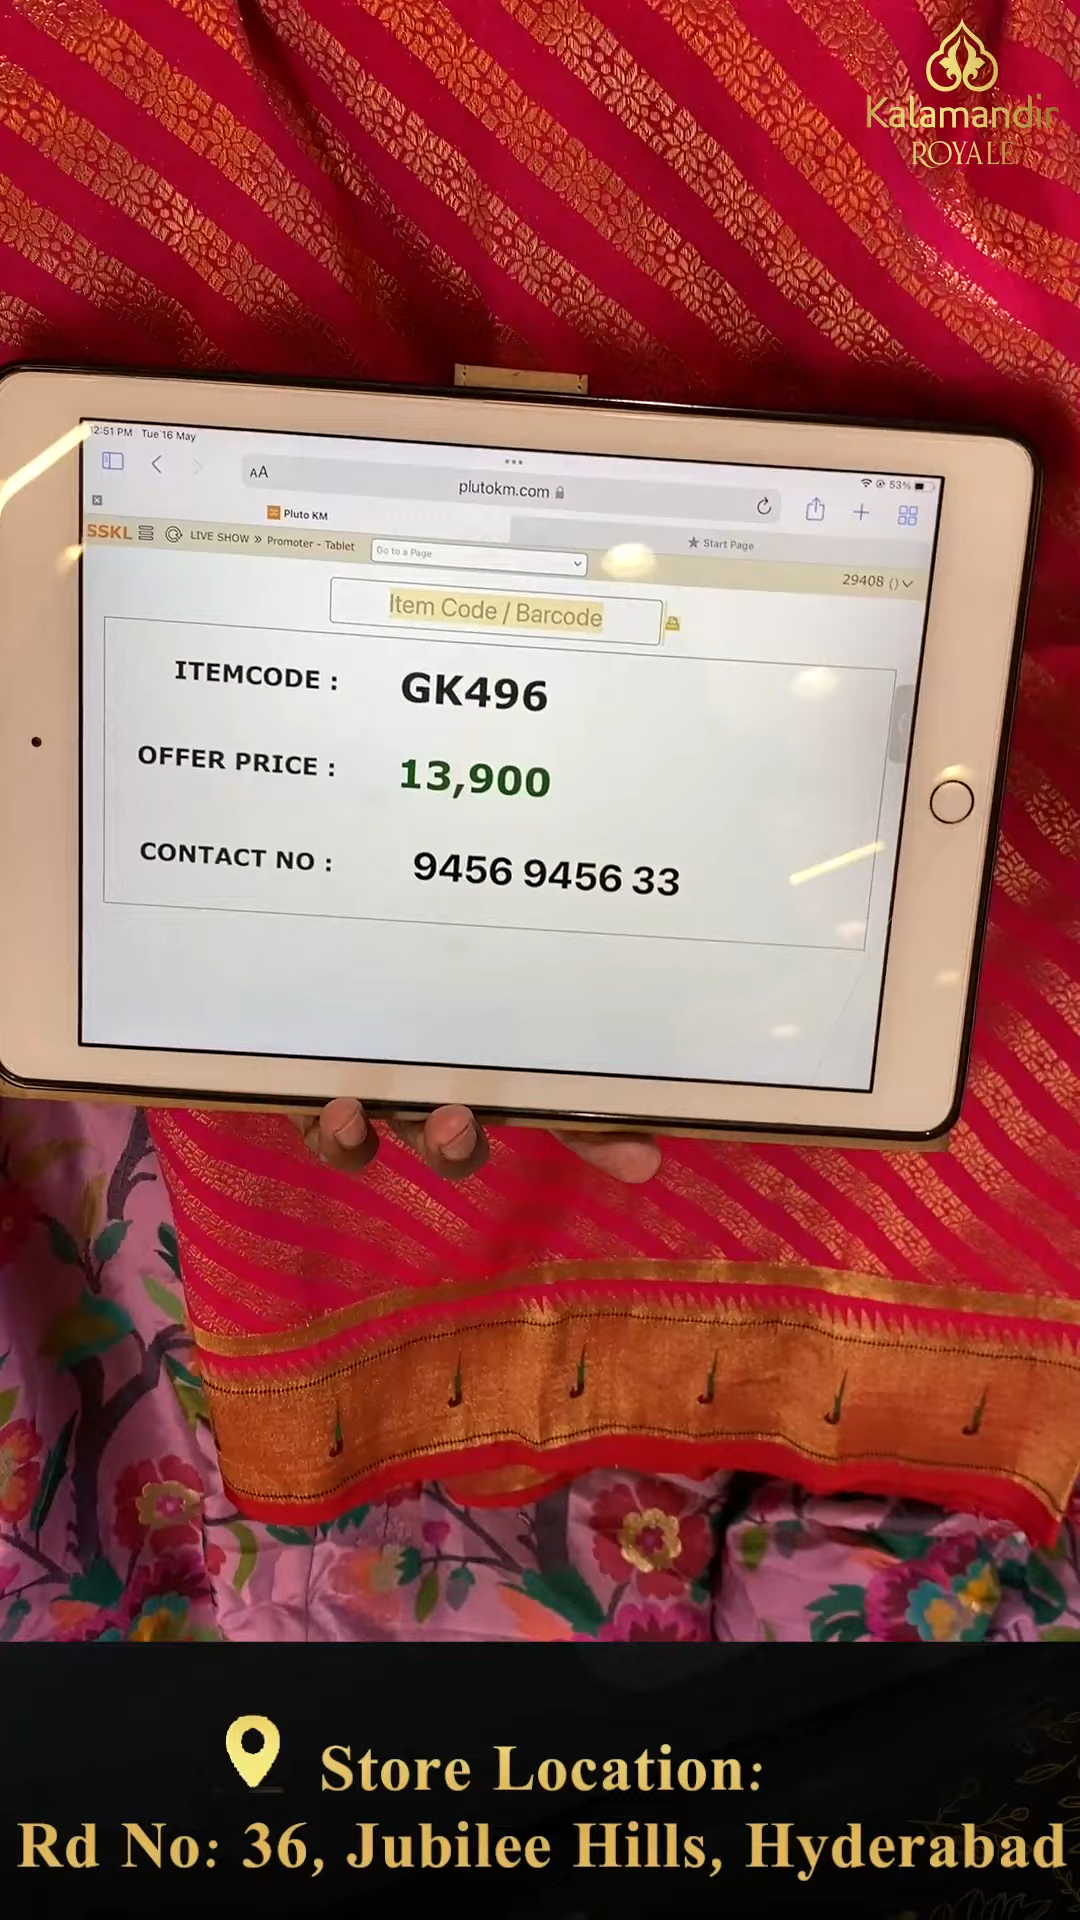 Kalamandir
ROYALE
12:51 PM Tue 16 May
53%
AA
plutokm.com
Pluto KM
Start Page
SSKL LIVE SHOW » Promoter - Tablet Go to a Page
29408 ()
Item Code / Barcode
ITEMCODE : GK496
OFFER PRICE : 13,900
CONTACT NO : 9456 9456 33
Store Location:
Rd No: 36, Jubilee Hills, Hyderabad